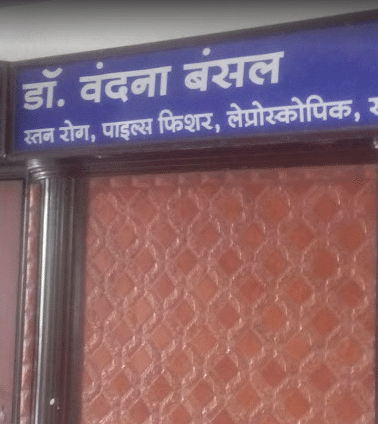 डॉ. वंदना बंसल
स्तन रोग, पाइल्स फिशर, लेप्रोस्कोपिक,